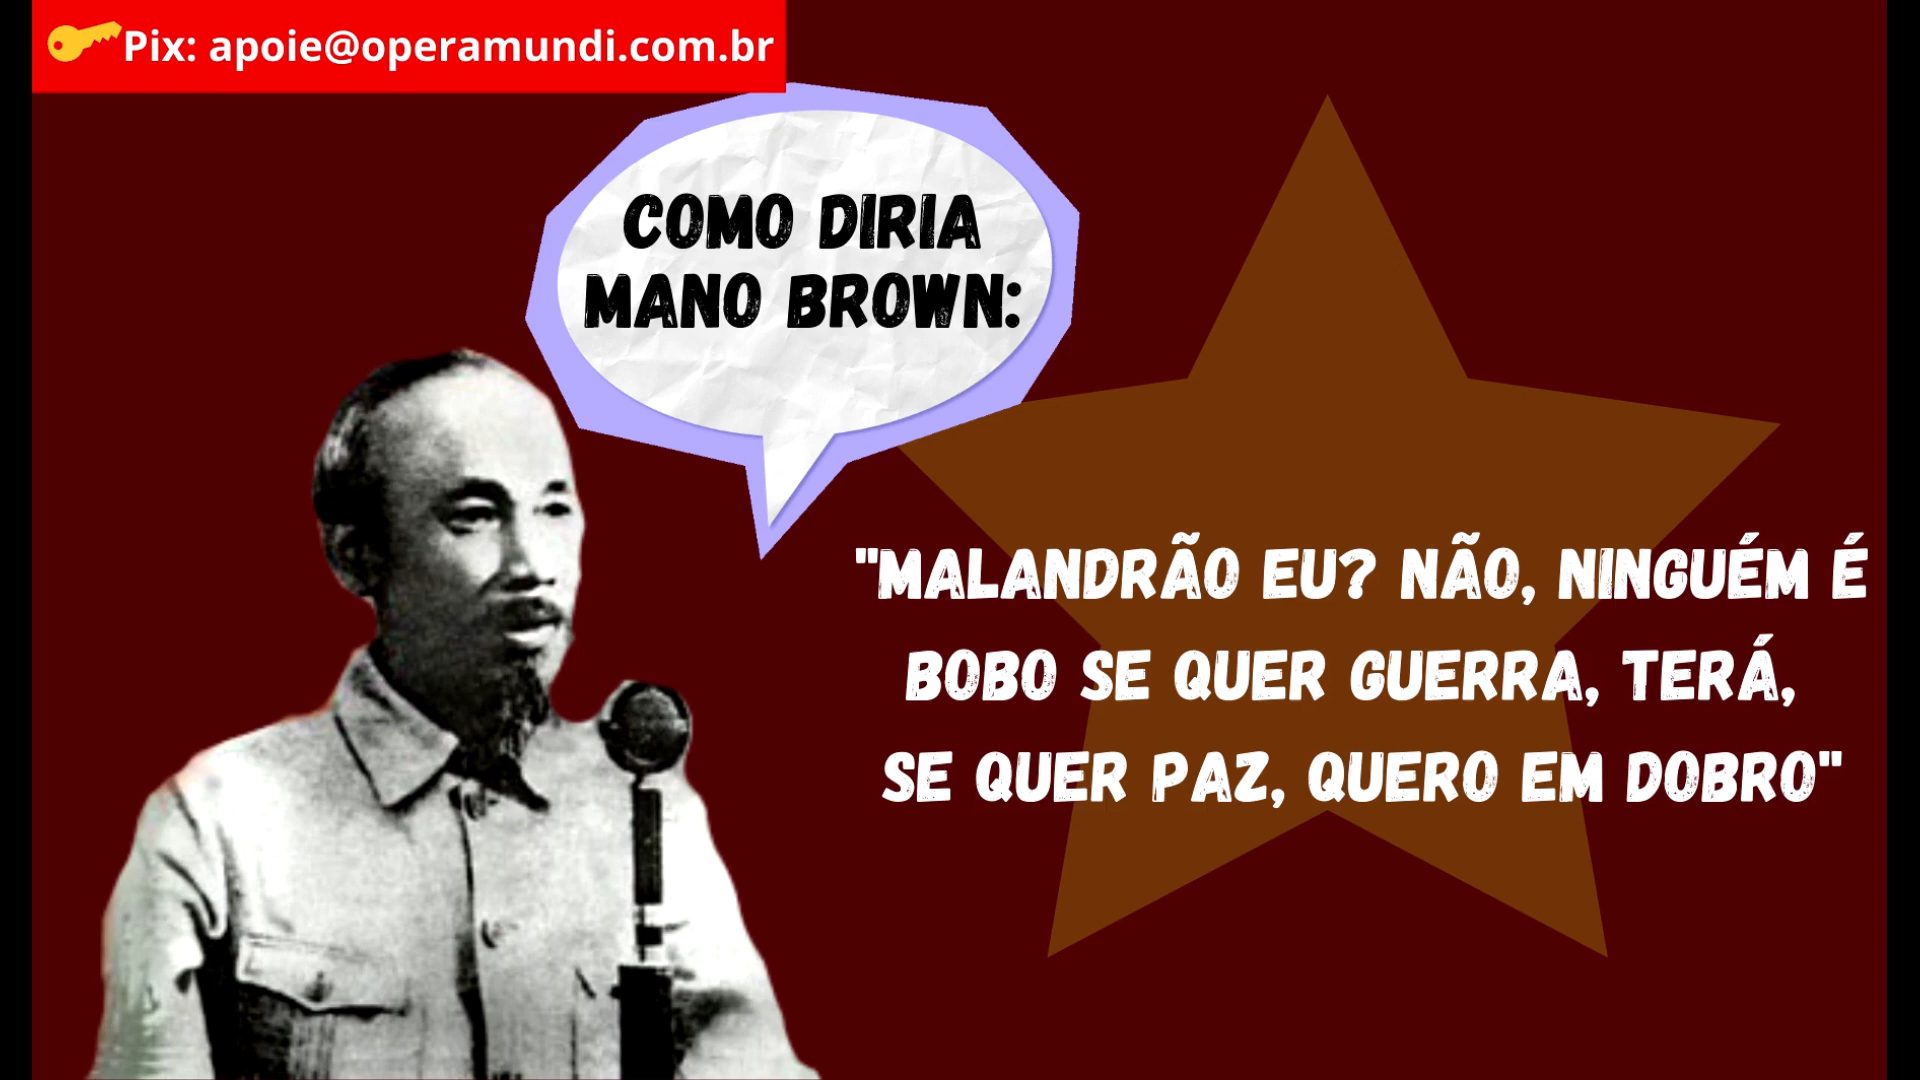 Pix: apoie@operamundi.com.br
COMO DIRIA
MANO BROWN:
"MALANDRÃO EU? NÃO, NINGUÉM É
BOBO SE QUER GUERRA, TERÁ,
SE QUER PAZ, QUERO EM DOBRO"